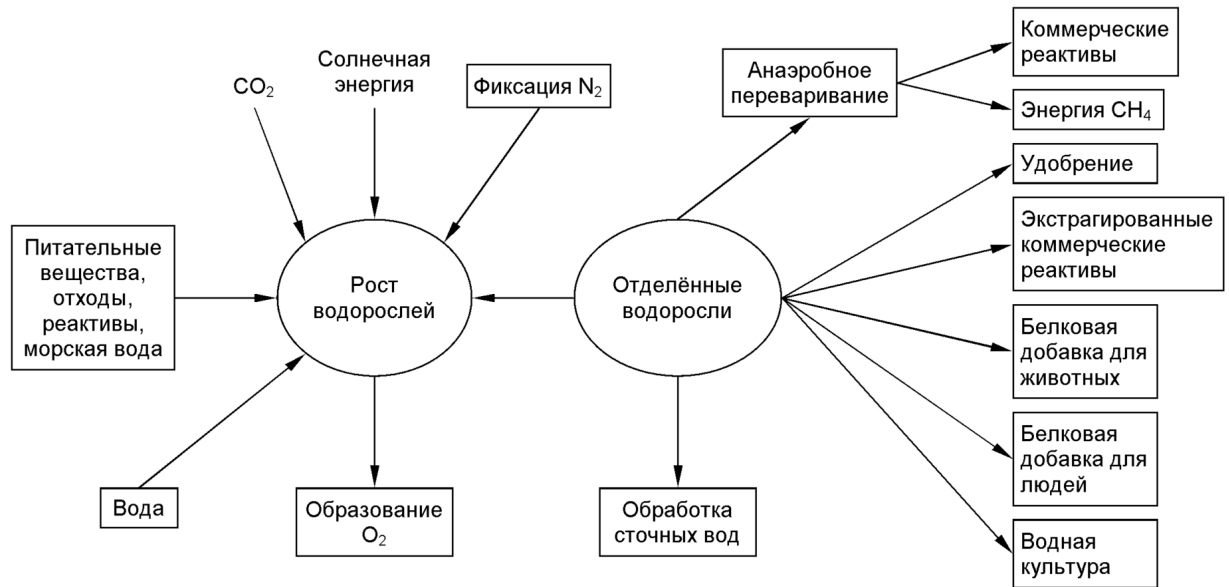 CO₂
Солнечная
энергия
Фиксация N₂
Питательные
вещества,
отходы,
реактивы,
морская вода
Рост
водорослей
Вода
Образование
O₂
Отделённые
водоросли
Обработка
сточных вод
Анаэробное
переваривание
Коммерческие
реактивы
Энергия CH₄
Удобрение
Экстрагированные
коммерческие
реактивы
Белковая
добавка для
животных
Белковая
добавка для
людей
Водная
культура